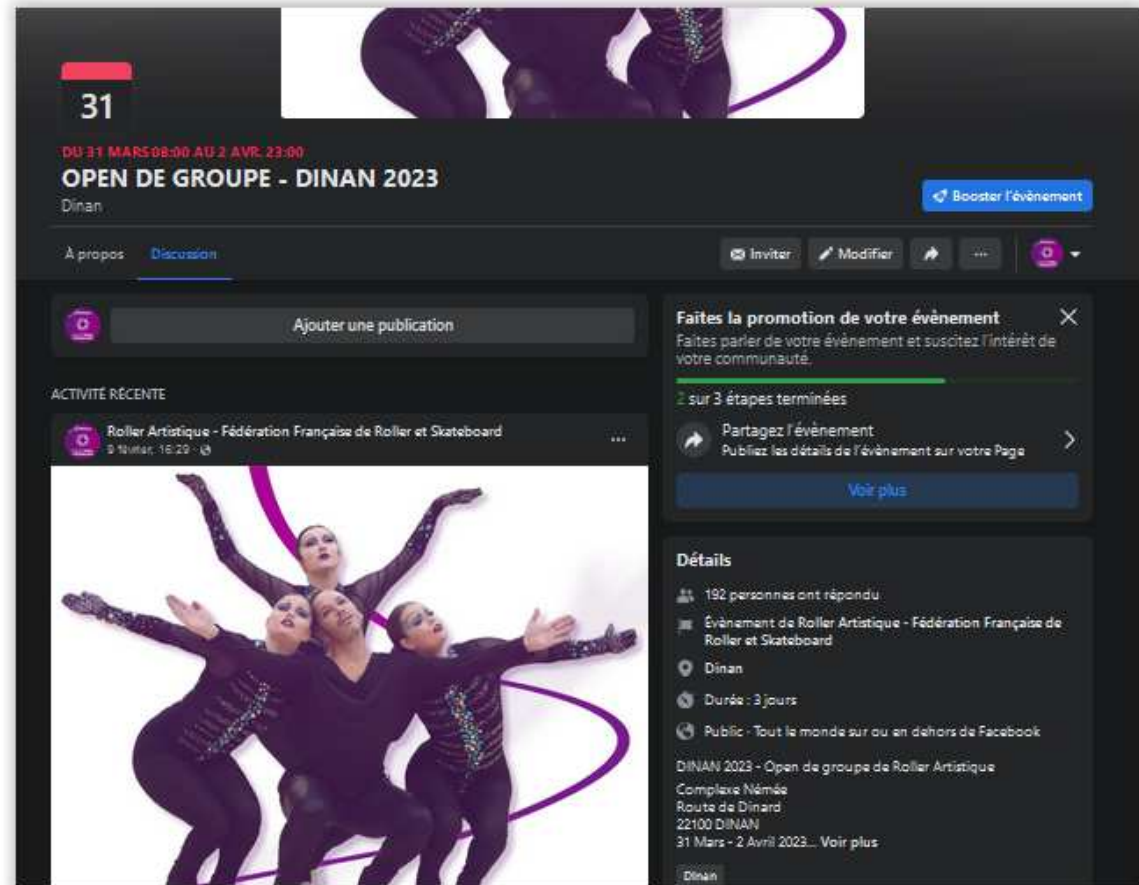 31
DU 31 MARS 08:00 AU 2 AVR. 23:00
OPEN DE GROUPE - DINAN 2023
Dinan
Booster l'évènement
À propos
Discussion
Inviter
Modifier
Ajouter une publication
ACTIVITÉ RÉCENTE
Roller Artistique - Fédération Française de Roller et Skateboard
9 février, 16:29
Faites la promotion de votre évènement
Faites parler de votre évènement et suscitez l'intérêt de
votre communauté.
2 sur 3 étapes terminées
Partagez l'évènement
Publiez les détails de l'évènement sur votre Page
Voir plus
Détails
192 personnes ont répondu
Évènement de Roller Artistique - Fédération Française de
Roller et Skateboard
Dinan
Durée : 3 jours
Public · Tout le monde sur ou en dehors de Facebook
DINAN 2023 - Open de groupe de Roller Artistique
Complexe Némée
Route de Dinard
22100 DINAN
31 Mars - 2 Avril 2023... Voir plus
Dinan